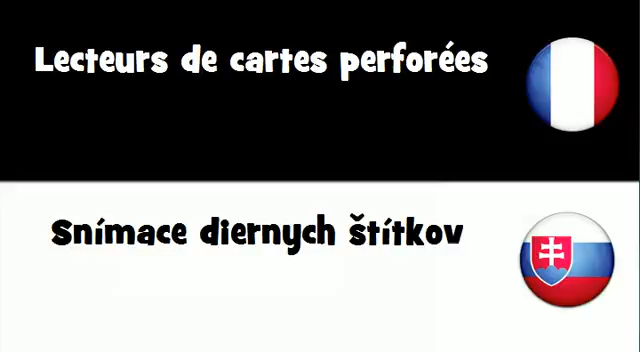 Lecteurs de cartes perforées
Snímace diernych štítkov